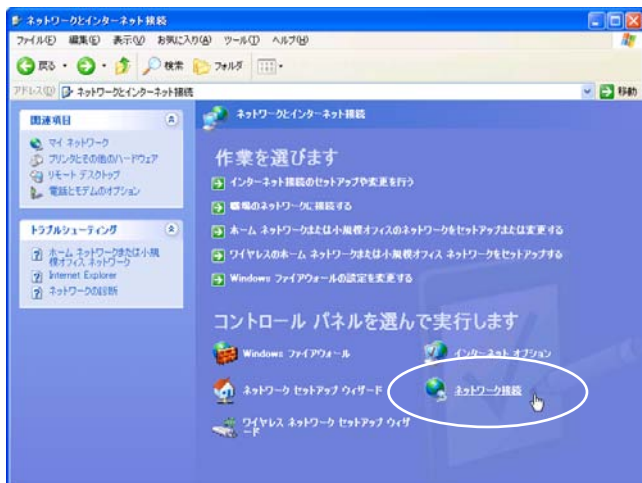 ネットワークとインターネット接続
ファイル(F) 編集(E) 表示(V) お気に入り(A) ツール(T) ヘルプ(H)
戻る 検索 フォルダ
アドレス(D) ネットワークとインターネット接続 移動
関連項目
マイ ネットワーク
プリンタとその他のハードウェア
リモート デスクトップ
電話とモデムのオプション
トラブルシューティング
ホーム ネットワークまたは小規
模オフィス ネットワーク
Internet Explorer
ネットワークの診断
ネットワークとインターネット接続
作業を選びます
インターネット接続のセットアップや変更を行う
職場のネットワークに接続する
ホーム ネットワークまたは小規模オフィスのネットワークをセットアップまたは変更する
ワイヤレスのホーム ネットワークまたは小規模オフィス ネットワークをセットアップする
Windows ファイアウォールの設定を変更する
コントロール パネルを選んで実行します
Windows ファイアウォール
インターネット オプション
ネットワーク セットアップ ウィザード
ネットワーク接続
ワイヤレス ネットワーク セットアップ ウィザ
ード